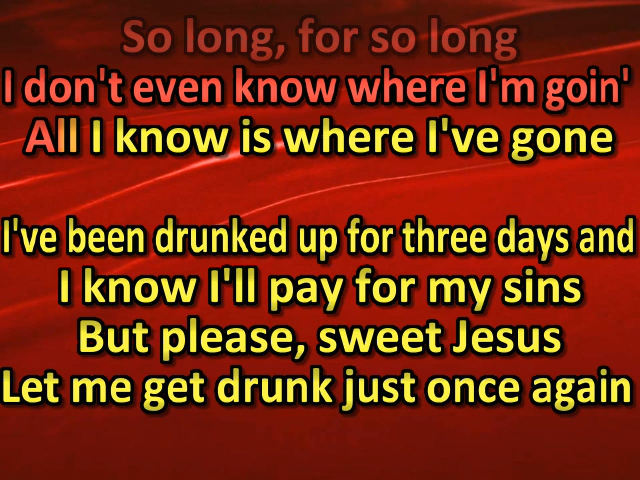 So long, for so long
I don't even know where I'm goin'
All I know is where I've gone
I've been drunked up for three days and
I know I'll pay for my sins
But please, sweet Jesus
Let me get drunk just once again